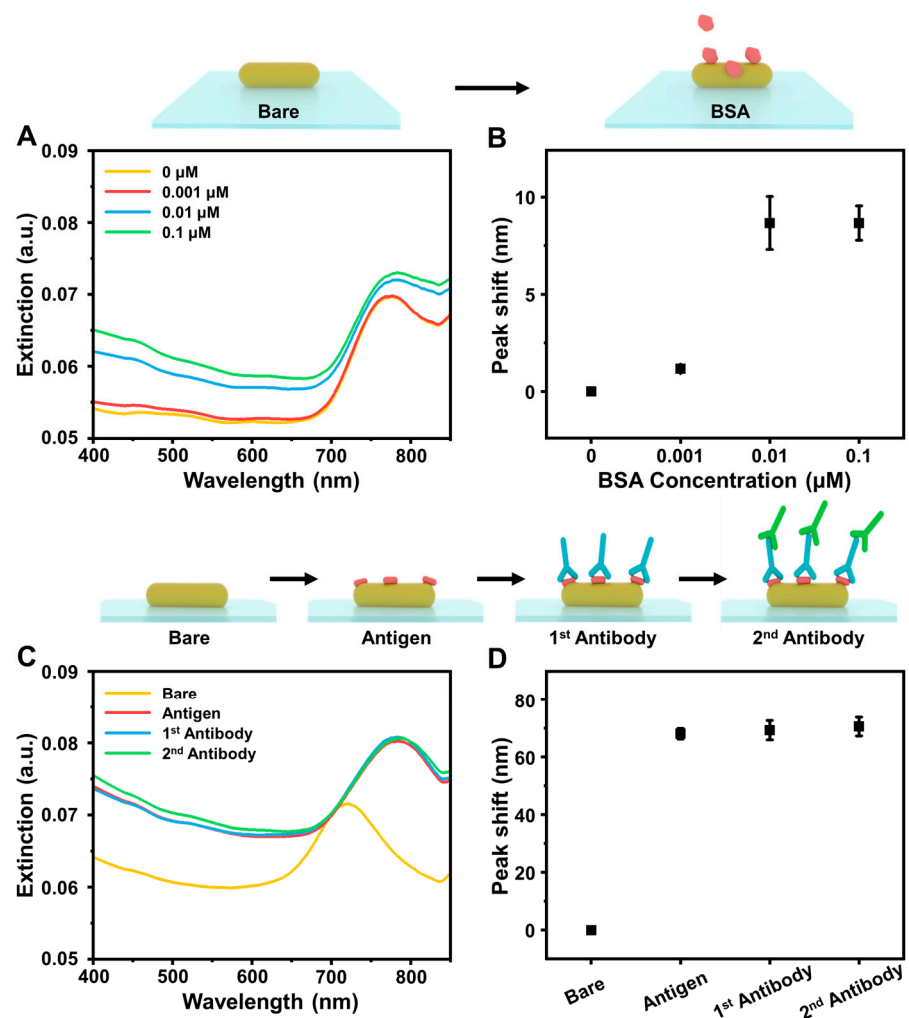 Bare
BSA
A
0.09
0.08
0.07
0.06
0.05
Extinction (a.u.)
0 µM
0.001 µM
0.01 µM
0.1 µM
400
500
600
700
800
Wavelength (nm)
B
10
5
0
Peak shift (nm)
0
0.001
0.01
0.1
BSA Concentration (µM)
Bare
Antigen
1st Antibody
2nd Antibody
C
0.09
0.08
0.07
0.06
0.05
Extinction (a.u.)
Bare
Antigen
1st Antibody
2nd Antibody
400
500
600
700
800
Wavelength (nm)
D
80
60
40
20
0
Peak shift (nm)
Bare
Antigen
1st Antibody
2nd Antibody